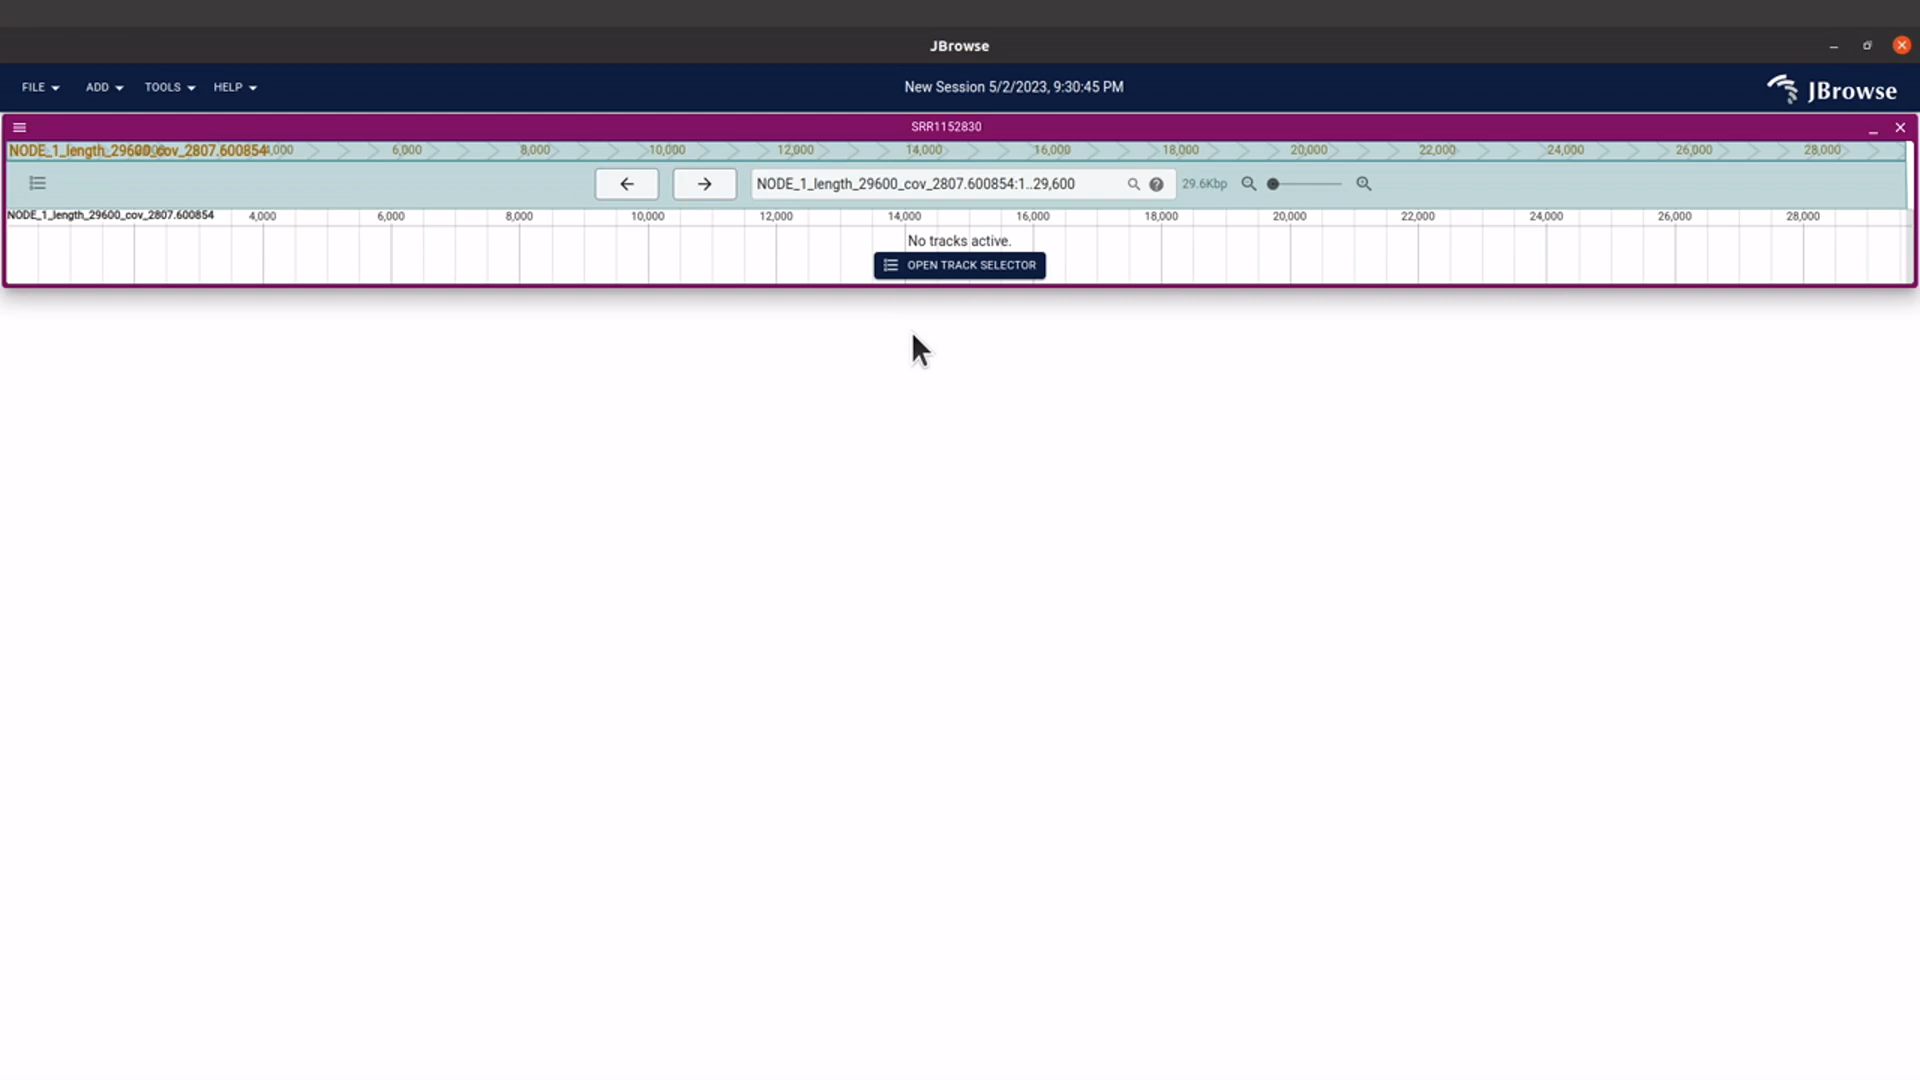 JBrowse
FILE ADD TOOLS HELP New Session 5/2/2023, 9:30:45 PM JBrowse
SRR1152830
NODE_1_length_29600_cov_2807.600854 4,000 6,000 8,000 10,000 12,000 14,000 16,000 18,000 20,000 22,000 24,000 26,000 28,000
NODE_1_length_29600_cov_2807.600854:1..29,600 29.6Kbp
NODE_1_length_29600_cov_2807.600854 4,000 6,000 8,000 10,000 12,000 14,000 16,000 18,000 20,000 22,000 24,000 26,000 28,000
No tracks active.
OPEN TRACK SELECTOR